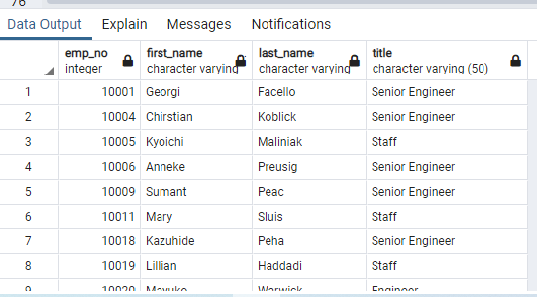 76
Data Output Explain Messages Notifications
emp_no first_name last_name title
integer character varying character varying character varying (50)
1 10001 Georgi Facello Senior Engineer
2 10004 Chirstian Koblick Senior Engineer
3 10005 Kyoichi Maliniak Staff
4 10006 Anneke Preusig Senior Engineer
5 10009 Sumant Peac Senior Engineer
6 10011 Mary Sluis Staff
7 10018 Kazuhide Peha Senior Engineer
8 10019 Lillian Haddadi Staff
9 10020 Mayuko Warwick Engineer